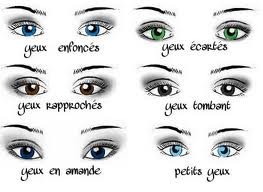 yeux enfoncés
yeux écartés
yeux rapprochés
yeux tombant
yeux en amande
petits yeux